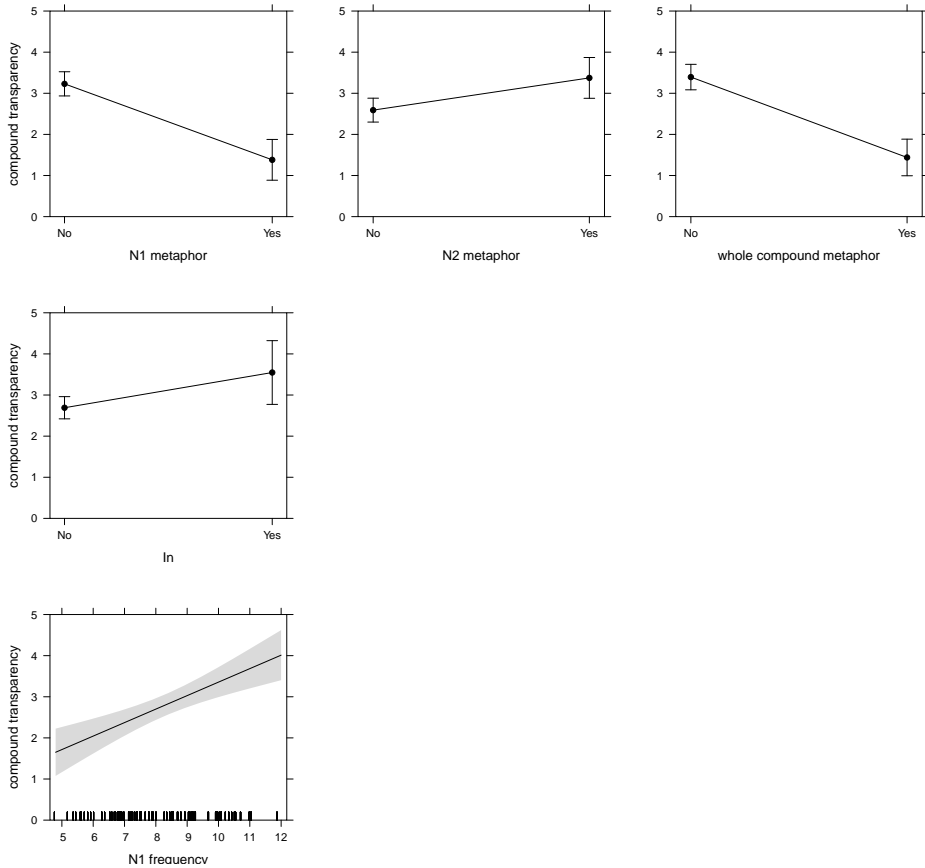 5
4
3
2
1
0
compound transparency
No
Yes
N1 metaphor
5
4
3
2
1
0
No
Yes
N2 metaphor
5
4
3
2
1
0
No
Yes
whole compound metaphor
5
4
3
2
1
0
compound transparency
No
Yes
In
5
4
3
2
1
0
compound transparency
5 6 7 8 9 10 11 12
N1 frequency